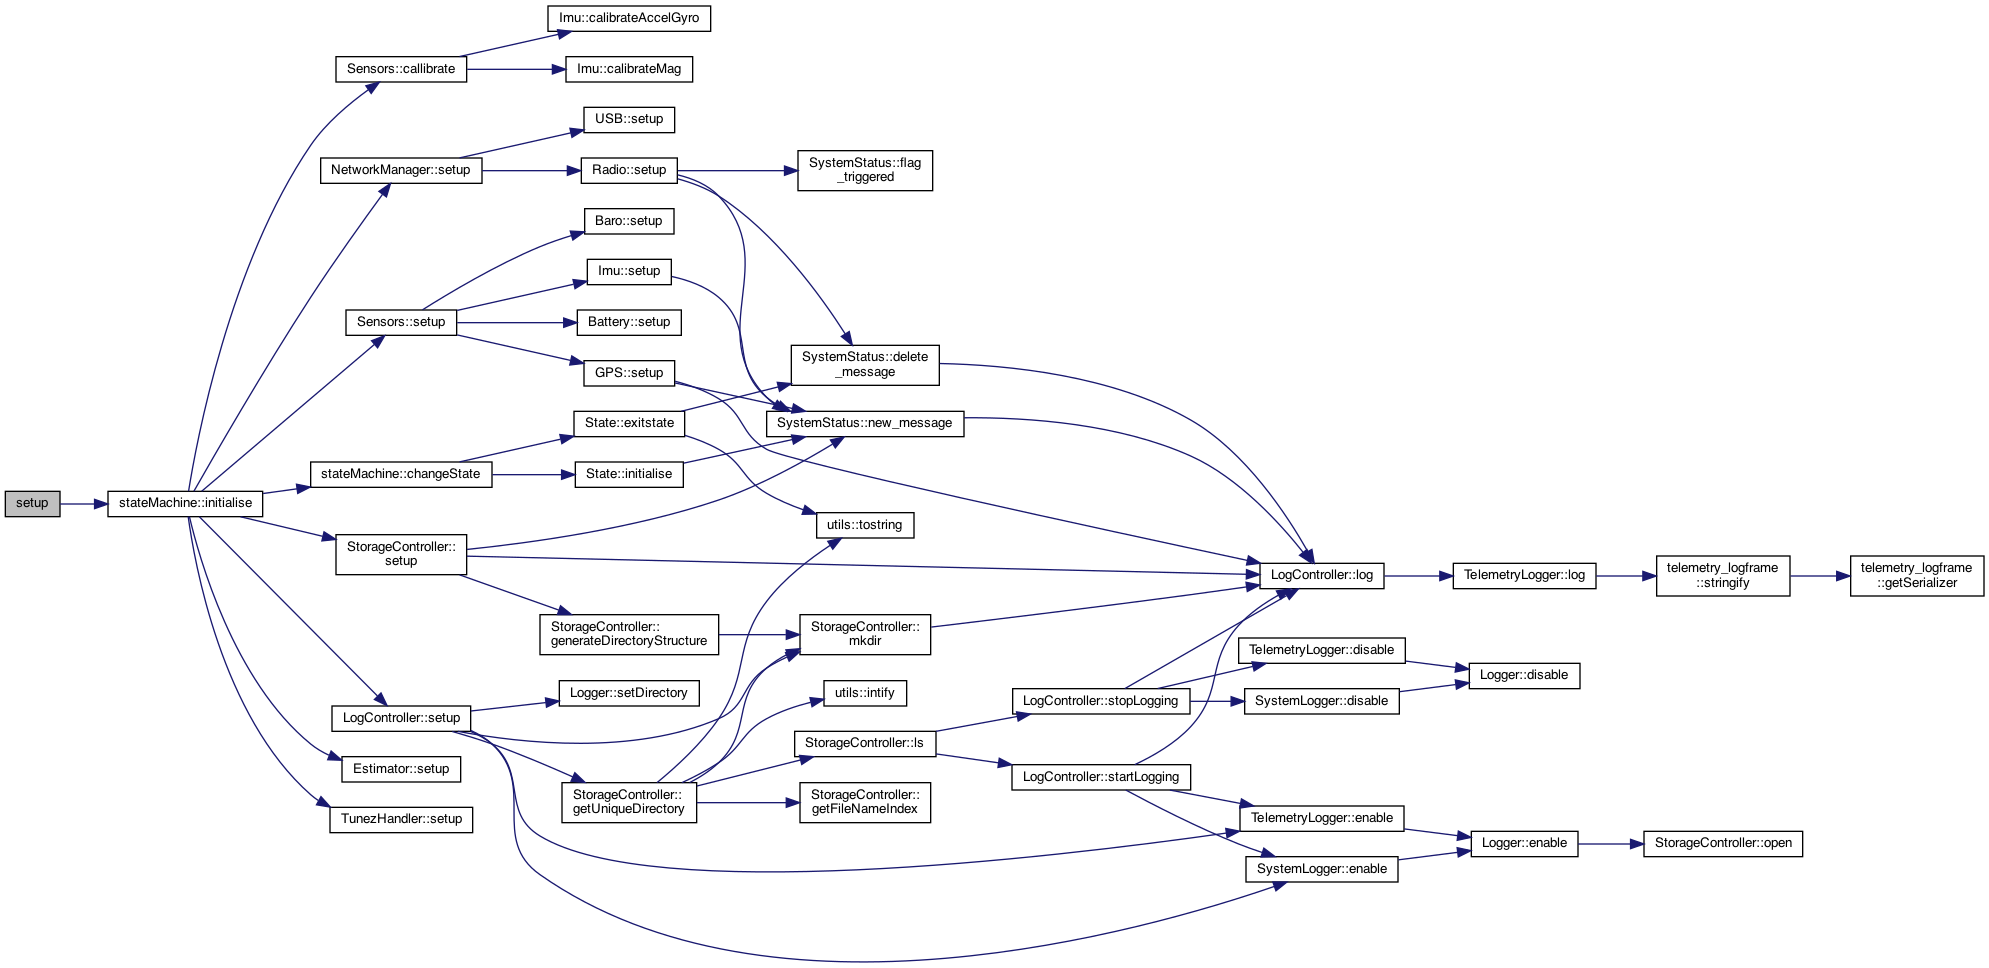 Imu::calibrateAccelGyro
Sensors::callibrate
Imu::calibrateMag
USB::setup
NetworkManager::setup
Radio::setup
SystemStatus::flag
_triggered
Baro::setup
Imu::setup
Sensors::setup
Battery::setup
GPS::setup
SystemStatus::delete
_message
State::exitstate
SystemStatus::new_message
stateMachine::changeState
State::initialise
setup
stateMachine::initialise
utils::tostring
StorageController::
setup
LogController::log
TelemetryLogger::log
telemetry_logframe
::stringify
telemetry_logframe
::getSerializer
StorageController::
generateDirectoryStructure
StorageController::
mkdir
TelemetryLogger::disable
Logger::disable
Logger::setDirectory
utils::intify
LogController::stopLogging
SystemLogger::disable
LogController::setup
StorageController::ls
Estimator::setup
LogController::startLogging
StorageController::
getUniqueDirectory
StorageController::
getFileNameIndex
TunezHandler::setup
TelemetryLogger::enable
Logger::enable
StorageController::open
SystemLogger::enable